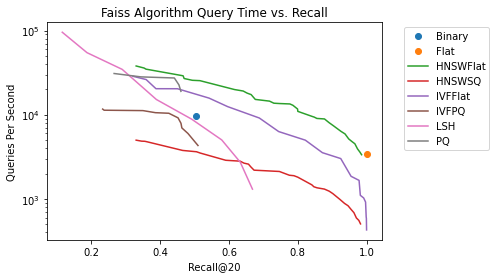 Faiss Algorithm Query Time vs. Recall
10^5
10^4
10^3
Queries Per Second
0.2 0.4 0.6 0.8 1.0
Recall@20
Binary
Flat
HNSWFlat
HNSWSQ
IVFFlat
IVFPQ
LSH
PQ